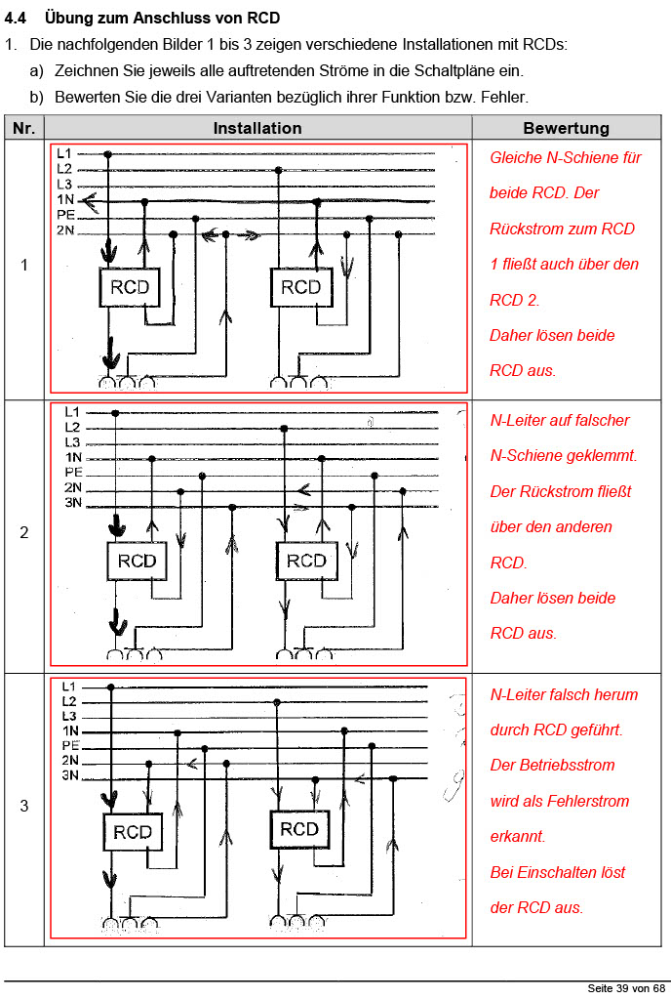 4.4 Übung zum Anschluss von RCD
1. Die nachfolgenden Bilder 1 bis 3 zeigen verschiedene Installationen mit RCDs:
a) Zeichnen Sie jeweils alle auftretenden Ströme in die Schaltpläne ein.
b) Bewerten Sie die drei Varianten bezüglich ihrer Funktion bzw. Fehler.
Nr. Installation Bewertung
1
L1
L2
L3
1N
PE
2N
RCD RCD
Gleiche N-Schiene für
beide RCD. Der
Rückstrom zum RCD
1 fließt auch über den
RCD 2.
Daher lösen beide
RCD aus.
2
L1
L2
L3
1N
PE
2N
3N
RCD RCD
N-Leiter auf falscher
N-Schiene geklemmt.
Der Rückstrom fließt
über den anderen
RCD.
Daher lösen beide
RCD aus.
3
L1
L2
L3
1N
PE
2N
3N
RCD RCD
N-Leiter falsch herum
durch RCD geführt.
Der Betriebsstrom
wird als Fehlerstrom
erkannt.
Bei Einschalten löst
der RCD aus.
Seite 39 von 68